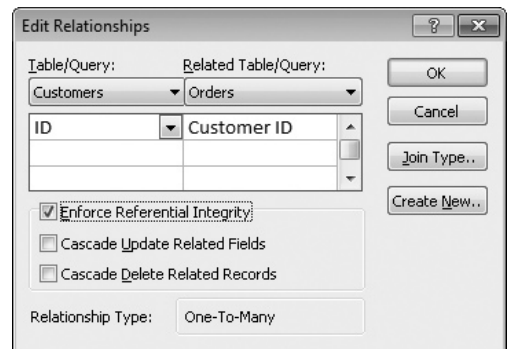 Edit Relationships
Table/Query: Related Table/Query:
Customers Orders
ID Customer ID
Enforce Referential Integrity
Cascade Update Related Fields
Cascade Delete Related Records
Relationship Type: One-To-Many
OK
Cancel
Join Type..
Create New..